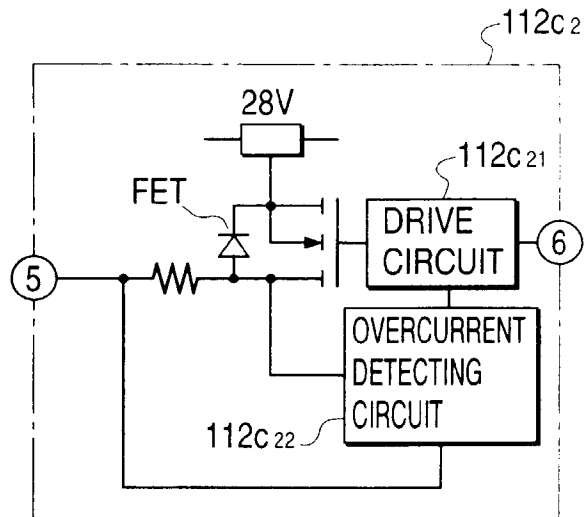 112c2
28V
112c21
FET
DRIVE
CIRCUIT
5
6
OVERCURRENT
DETECTING
CIRCUIT
112c22